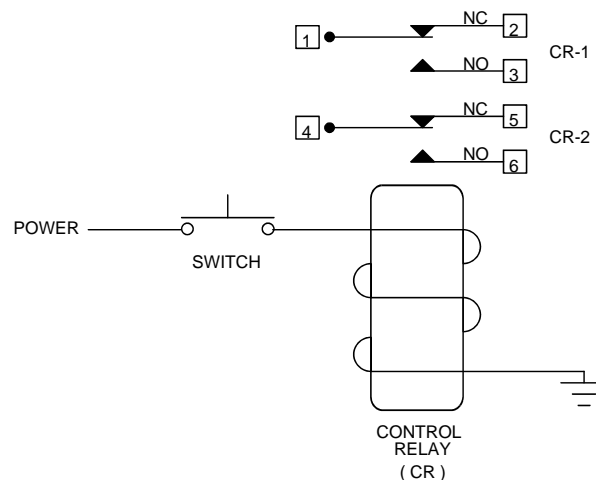 NC 2
1 CR-1
NO 3
NC 5
4 CR-2
NO 6
POWER
SWITCH
CONTROL
RELAY
( CR )